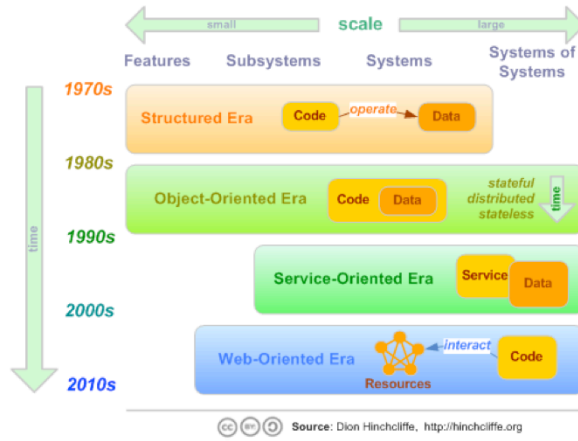 small scale large
Features Subsystems Systems Systems of
Systems
1970s
Structured Era Code operate Data
1980s
Object-Oriented Era Code Data stateful
distributed
stateless
time
1990s
Service-Oriented Era Service Data
2000s
Web-Oriented Era interact Code
Resources
2010s
time
cc BY: Source: Dion Hinchcliffe, http://hinchcliffe.org